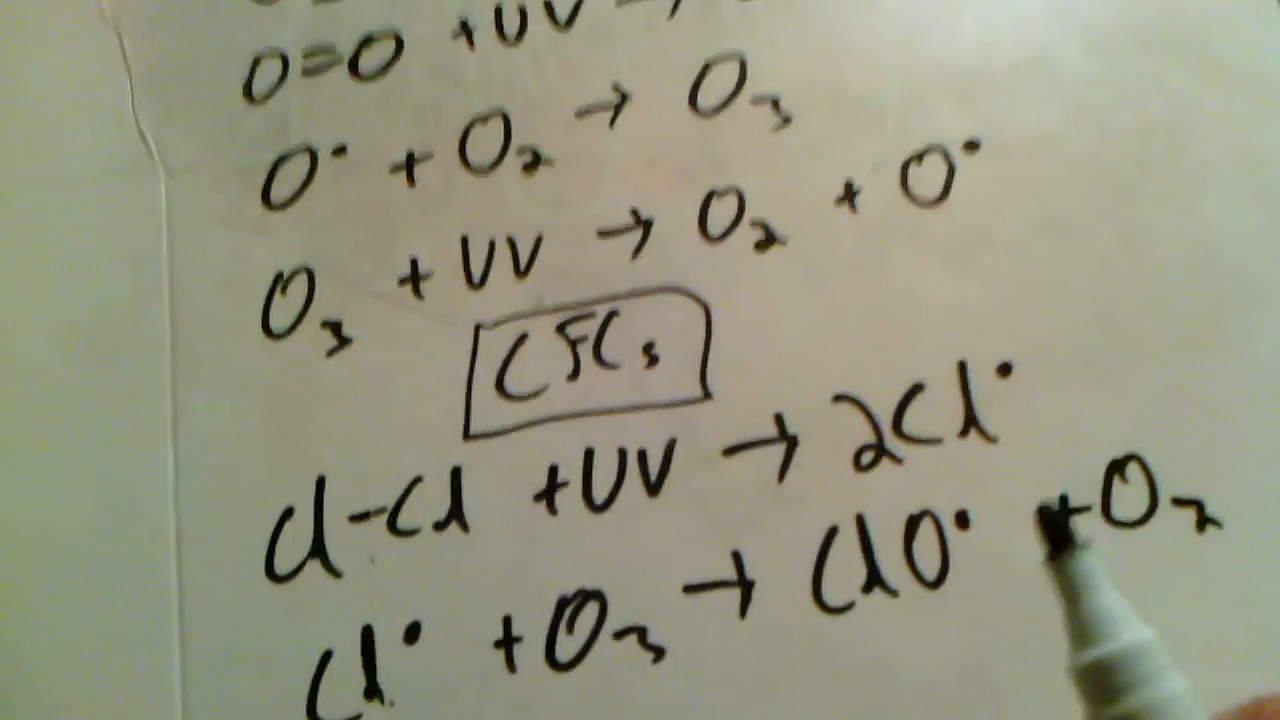 O=O + UV →
O• + O₂ → O₃
O₃ + UV → O₂ + O•
CFCs
Cl-Cl + UV → 2Cl•
Cl• + O₃ → ClO• + O₂